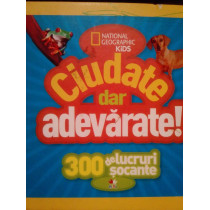 NATIONAL
GEOGRAPHIC
KiDS
Ciudate
dar
adevărate!
300 de lucruri
șocante